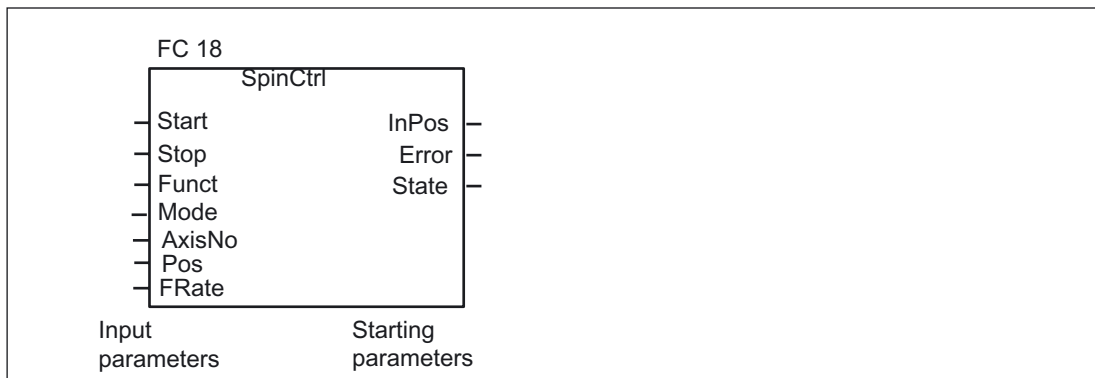 FC 18
SpinCtrl
Start InPos
Stop Error
Funct State
Mode
AxisNo
Pos
FRate
Input parameters
Starting parameters